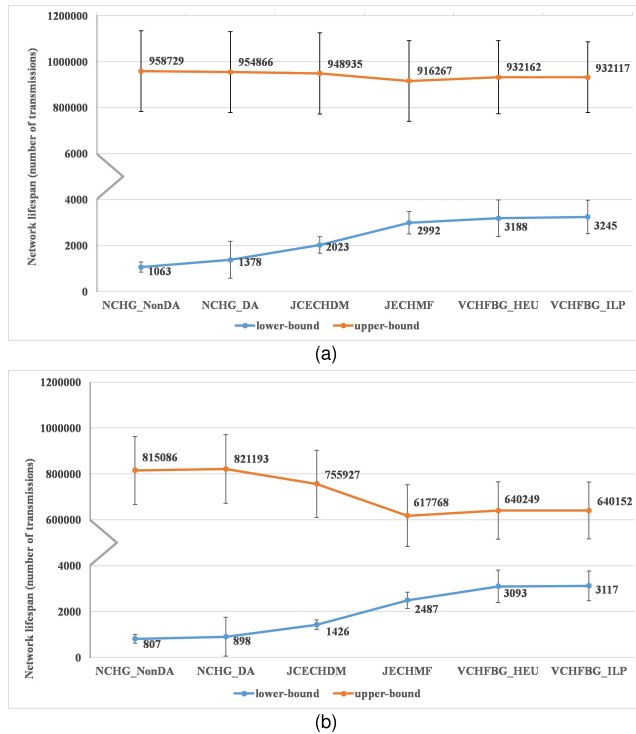 1200000
1000000
800000
6000
4000
2000
0
Network lifespan (number of transmissions)
958729 954866 948935 916267 932162 932117
1063 1378 2023 2992 3188 3245
NCHG_NonDA NCHG_DA JCECHDM JECHMF VCHFBG_HEU VCHFBG_ILP
lower-bound upper-bound
(a)
1200000
1000000
800000
600000
4000
2000
0
Network lifespan (number of transmissions)
815086 821193 755927 617768 640249 640152
807 898 1426 2487 3093 3117
NCHG_NonDA NCHG_DA JCECHDM JECHMF VCHFBG_HEU VCHFBG_ILP
lower-bound upper-bound
(b)